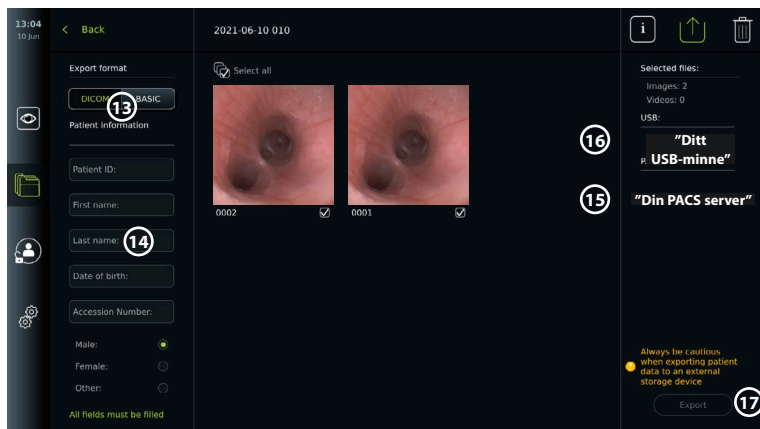 13:04
10 Jun
Back
2021-06-10 010
i
Export format
DICOM
BASIC
13
Patient information
Patient ID:
First name:
Last name:
14
Date of birth:
Accession Number:
Male:
Female:
Other:
All fields must be filled
Select all
0002
0001
Selected files:
Images: 2
Videos: 0
USB:
16
"Ditt
P.
USB-minne"
15
"Din PACS server"
Always be cautious
when exporting patient
data to an external
storage device
Export
17